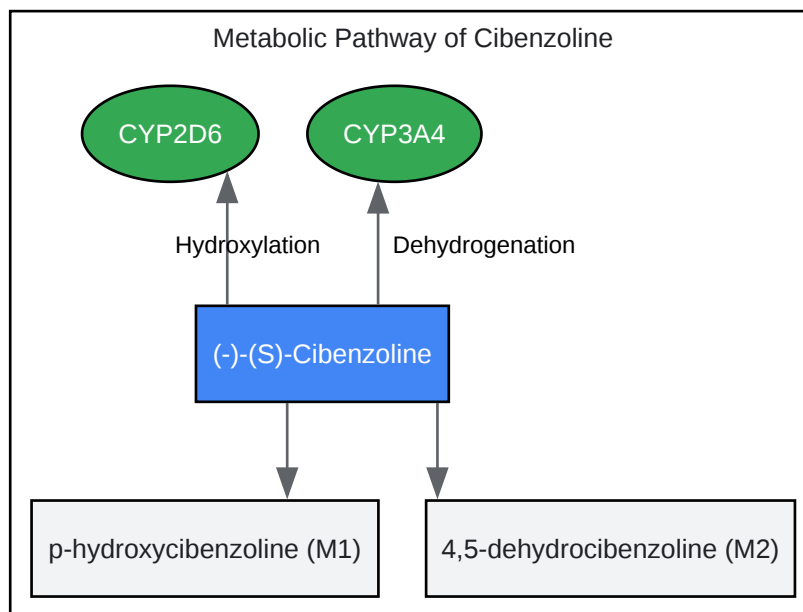 Metabolic Pathway of Cibenzoline
CYP2D6
CYP3A4
Hydroxylation
Dehydrogenation
(-)-(S)-Cibenzoline
p-hydroxycibenzoline (M1)
4,5-dehydrocibenzoline (M2)